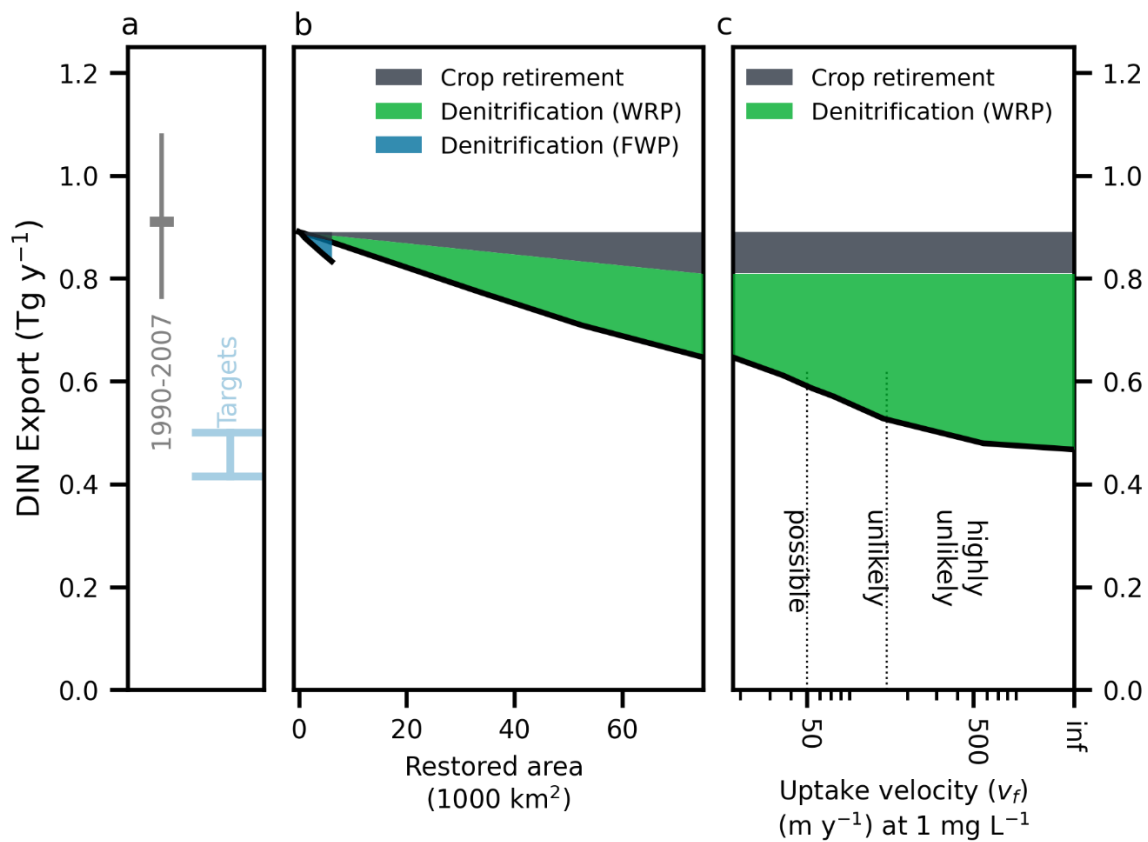 a
b
c
DIN Export (Tg y⁻¹)
1.2
1.0
0.8
0.6
0.4
0.2
0.0
1990-2007
Targets
Crop retirement
Denitrification (WRP)
Denitrification (FWP)
0
20
40
60
Restored area
(1000 km²)
Crop retirement
Denitrification (WRP)
possible
unlikely
highly
unlikely
1.2
1.0
0.8
0.6
0.4
0.2
0.0
50
500
inf
Uptake velocity (v_f)
(m y⁻¹) at 1 mg L⁻¹